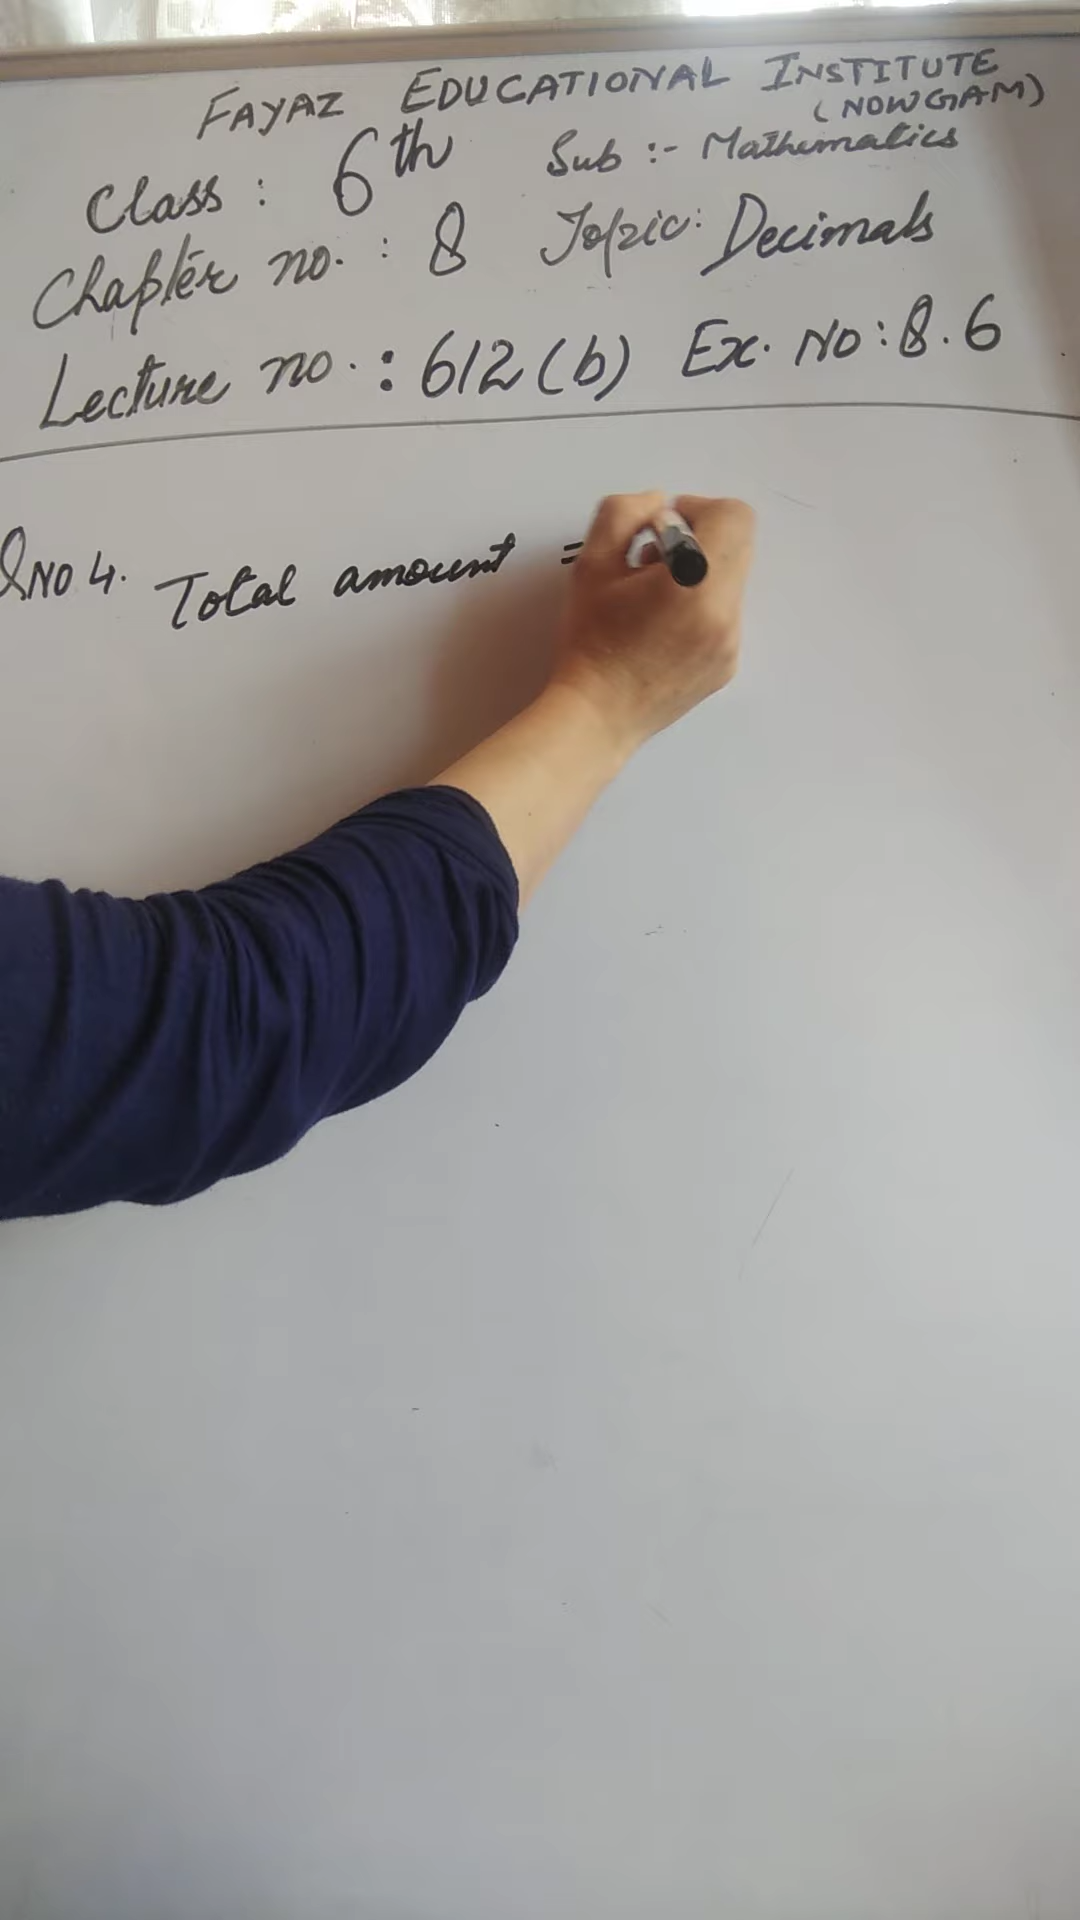 FAYAZ EDUCATIONAL INSTITUTE
(NOWGAM)
Class : 6th Sub :- Mathematics
Chapter no. : 8 Topic: Decimals
Lecture no. : 612 (b) Ex. No : 8.6
QNO 4. Total amount =